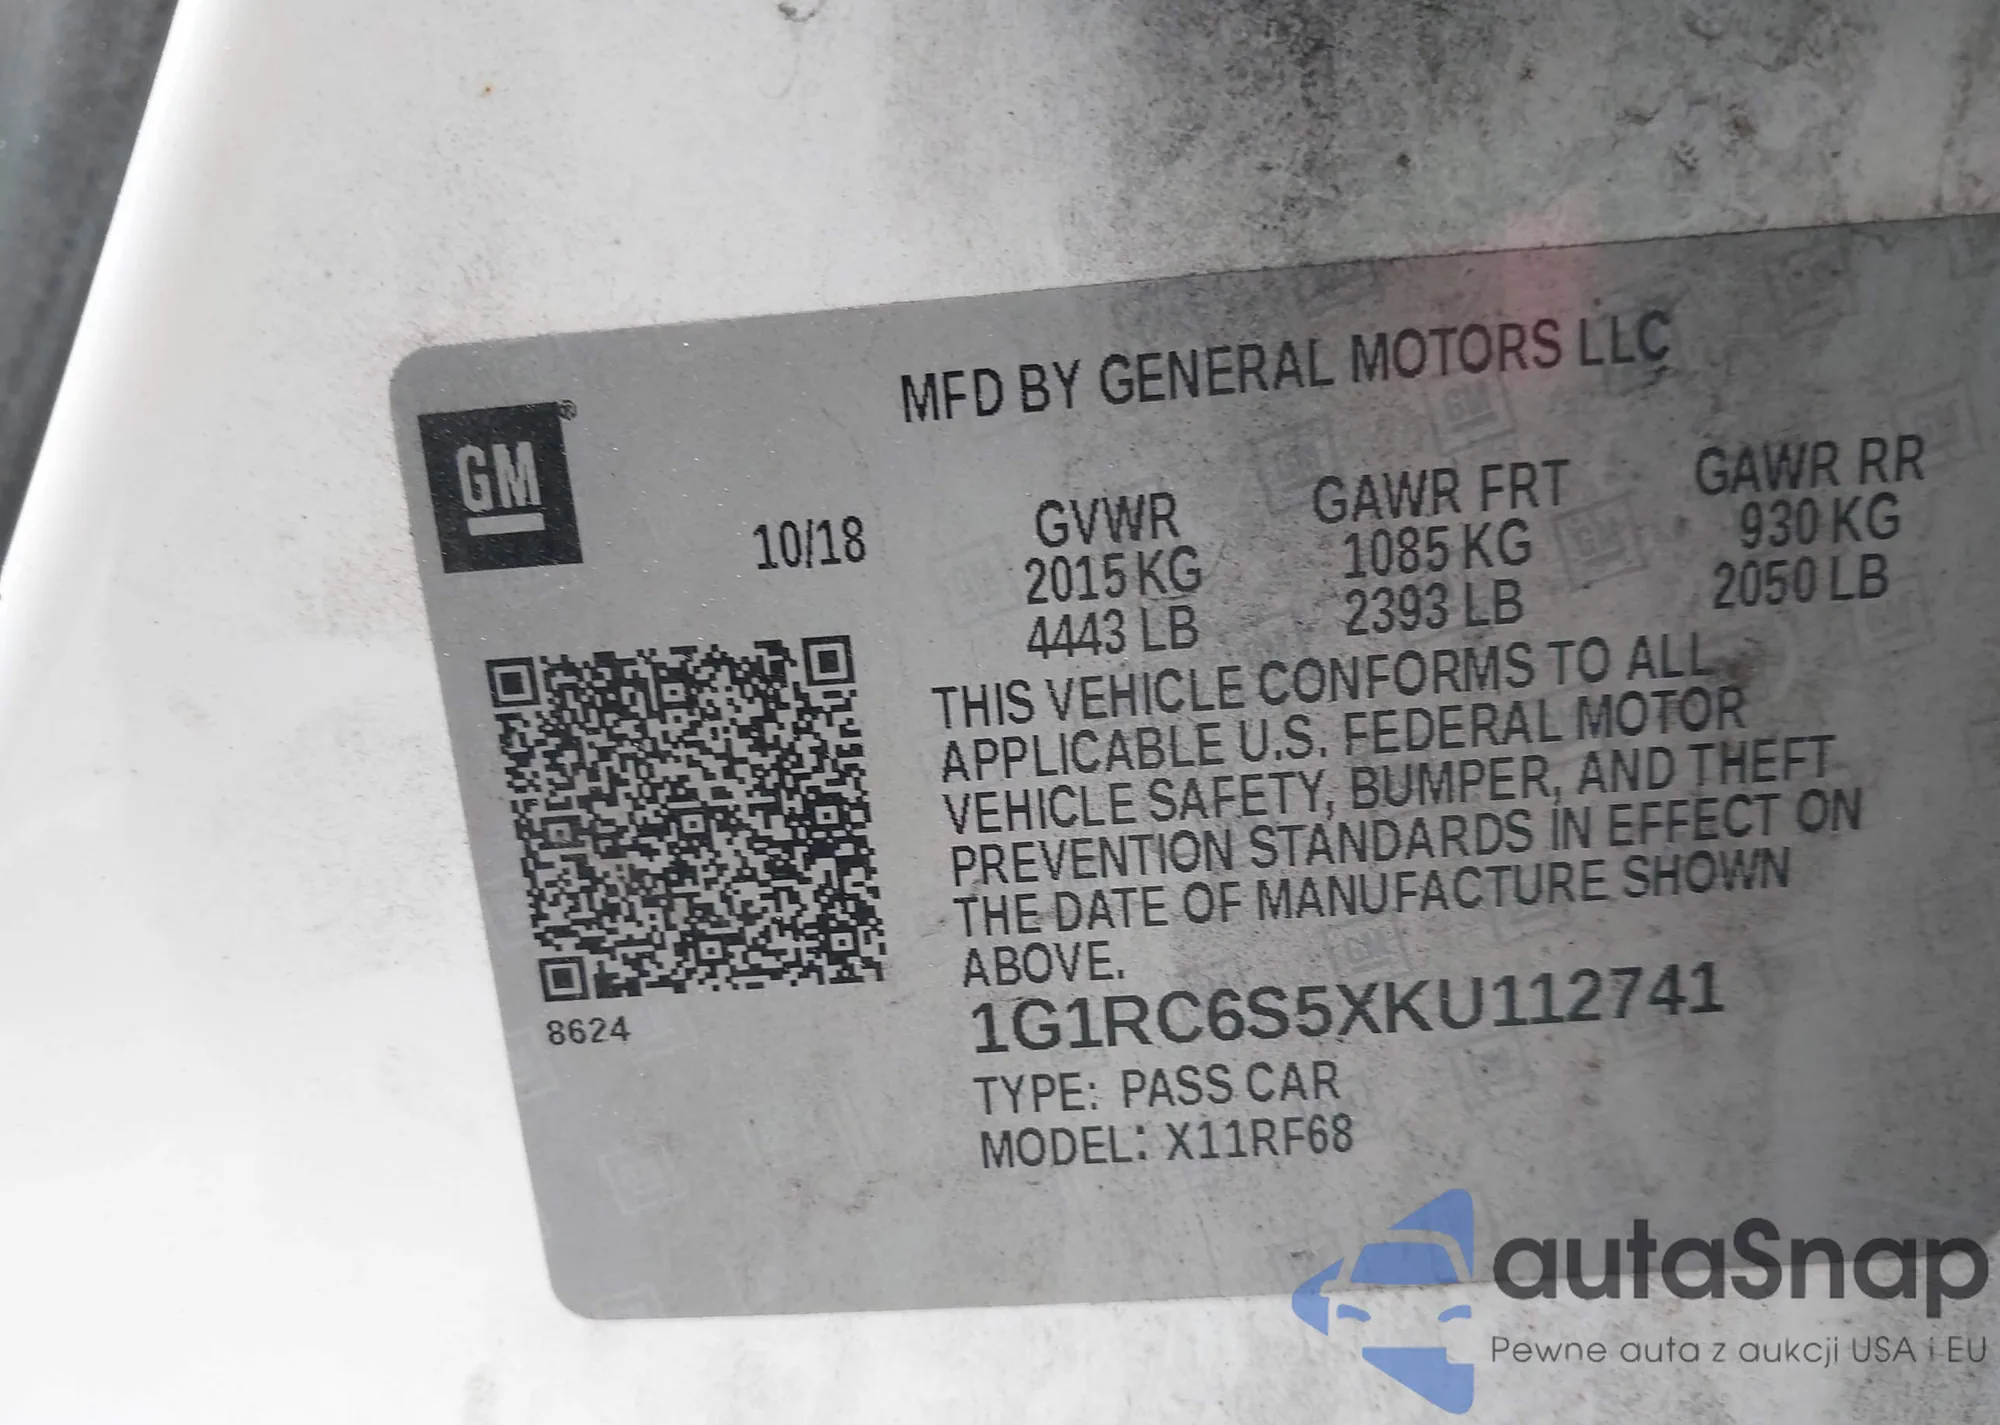 MFD BY GENERAL MOTORS LLC
GM®
10/18
GVWR GAWR FRT GAWR RR
2015 KG 1085 KG 930 KG
4443 LB 2393 LB 2050 LB
THIS VEHICLE CONFORMS TO ALL
APPLICABLE U.S. FEDERAL MOTOR
VEHICLE SAFETY, BUMPER, AND THEFT
PREVENTION STANDARDS IN EFFECT ON
THE DATE OF MANUFACTURE SHOWN
ABOVE.
1G1RC6S5XKU112741
8624
TYPE: PASS CAR
MODEL: X11RF68
autaSnap
Pewne auta z aukcji USA i EU